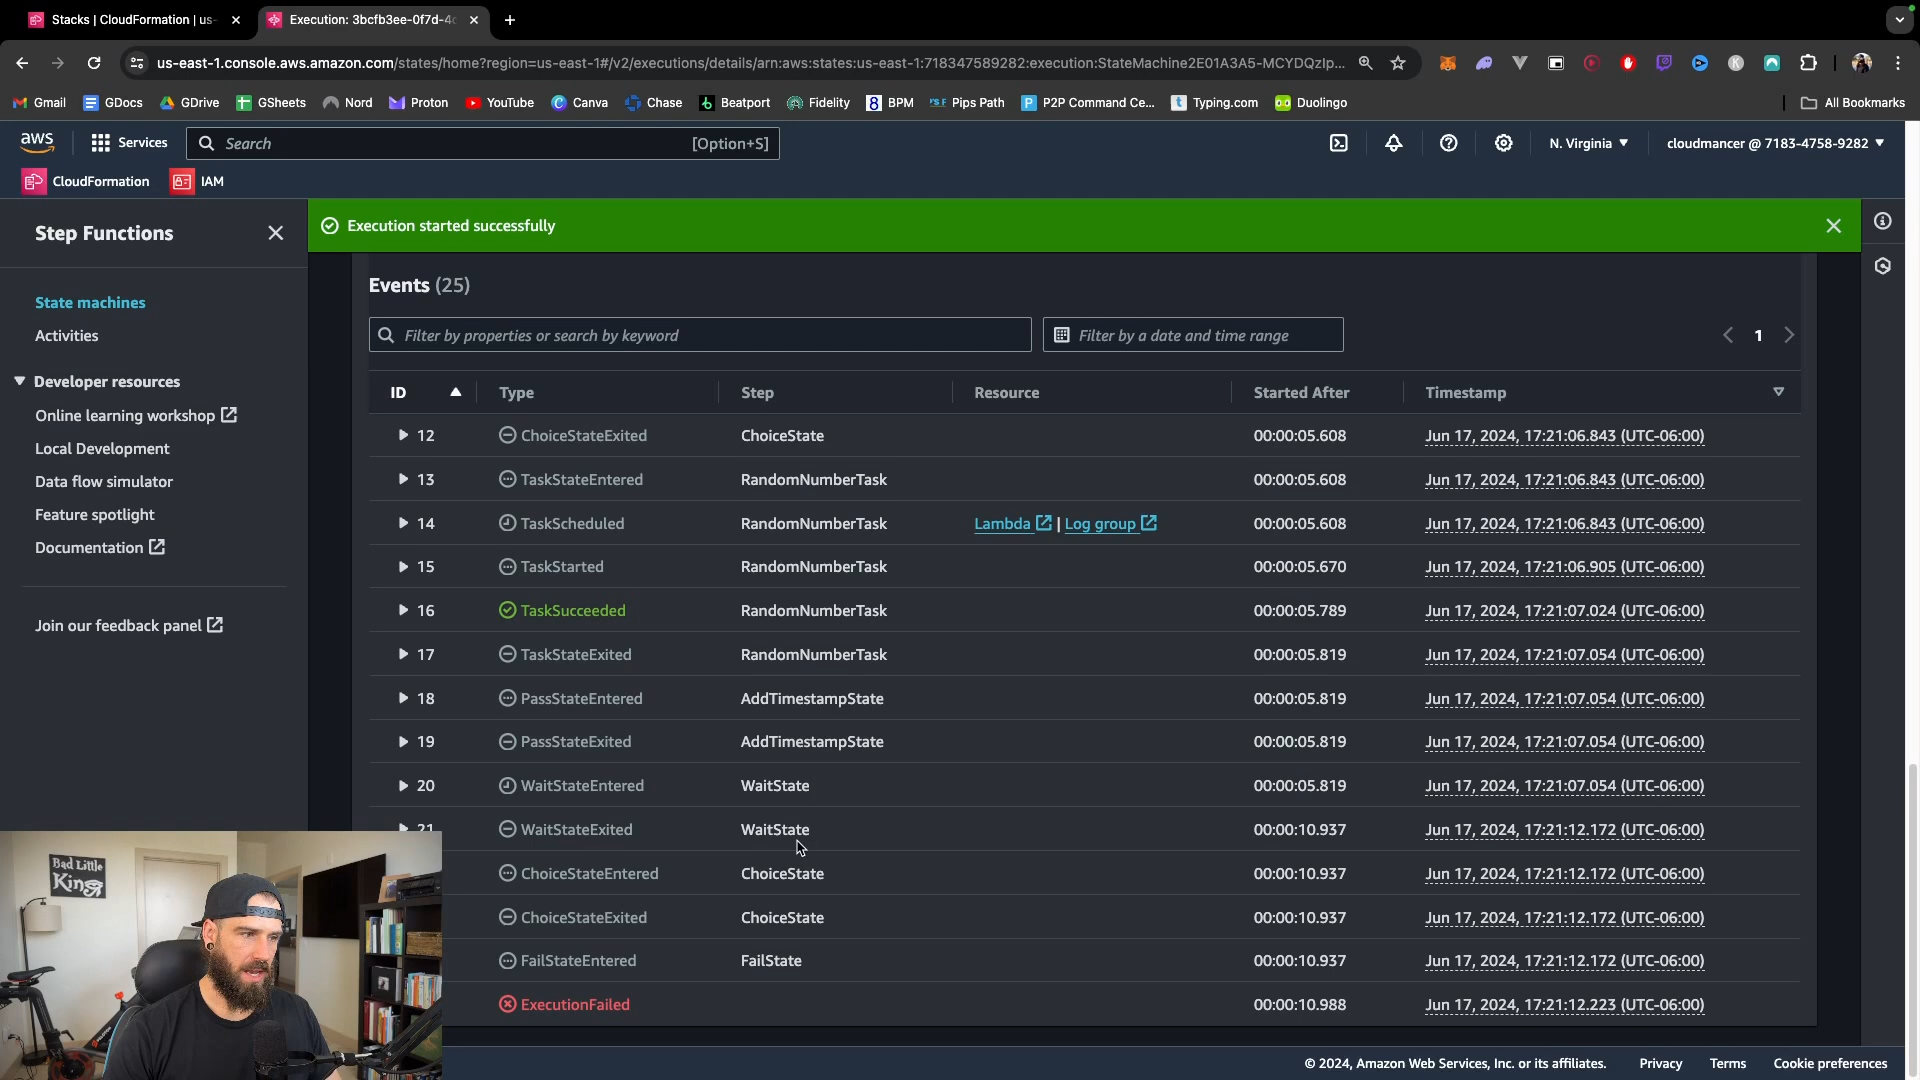 Stacks | CloudFormation | us-
Execution: 3bcfb3ee-0f7d-4c
us-east-1.console.aws.amazon.com/states/home?region=us-east-1#/v2/executions/details/arn:aws:states:us-east-1:718347589282:execution:StateMachine2E01A3A5-MCYDQzIp...
Gmail GDocs GDrive GSheets Nord Proton YouTube Canva Chase Beatport Fidelity BPM Pips Path P2P Command Ce... Typing.com Duolingo All Bookmarks
aws Services Search [Option+S] N. Virginia cloudmancer @ 7183-4758-9282
CloudFormation IAM
Step Functions
State machines
Activities
Developer resources
Online learning workshop
Local Development
Data flow simulator
Feature spotlight
Documentation
Join our feedback panel
Execution started successfully
Events (25)
Filter by properties or search by keyword Filter by a date and time range 1
ID Type Step Resource Started After Timestamp
12 ChoiceStateExited ChoiceState 00:00:05.608 Jun 17, 2024, 17:21:06.843 (UTC-06:00)
13 TaskStateEntered RandomNumberTask 00:00:05.608 Jun 17, 2024, 17:21:06.843 (UTC-06:00)
14 TaskScheduled RandomNumberTask Lambda | Log group 00:00:05.608 Jun 17, 2024, 17:21:06.843 (UTC-06:00)
15 TaskStarted RandomNumberTask 00:00:05.670 Jun 17, 2024, 17:21:06.905 (UTC-06:00)
16 TaskSucceeded RandomNumberTask 00:00:05.789 Jun 17, 2024, 17:21:07.024 (UTC-06:00)
17 TaskStateExited RandomNumberTask 00:00:05.819 Jun 17, 2024, 17:21:07.054 (UTC-06:00)
18 PassStateEntered AddTimestampState 00:00:05.819 Jun 17, 2024, 17:21:07.054 (UTC-06:00)
19 PassStateExited AddTimestampState 00:00:05.819 Jun 17, 2024, 17:21:07.054 (UTC-06:00)
20 WaitStateEntered WaitState 00:00:05.819 Jun 17, 2024, 17:21:07.054 (UTC-06:00)
21 WaitStateExited WaitState 00:00:10.937 Jun 17, 2024, 17:21:12.172 (UTC-06:00)
ChoiceStateEntered ChoiceState 00:00:10.937 Jun 17, 2024, 17:21:12.172 (UTC-06:00)
ChoiceStateExited ChoiceState 00:00:10.937 Jun 17, 2024, 17:21:12.172 (UTC-06:00)
FailStateEntered FailState 00:00:10.937 Jun 17, 2024, 17:21:12.172 (UTC-06:00)
ExecutionFailed 00:00:10.988 Jun 17, 2024, 17:21:12.223 (UTC-06:00)
Bad Little
King
© 2024, Amazon Web Services, Inc. or its affiliates. Privacy Terms Cookie preferences